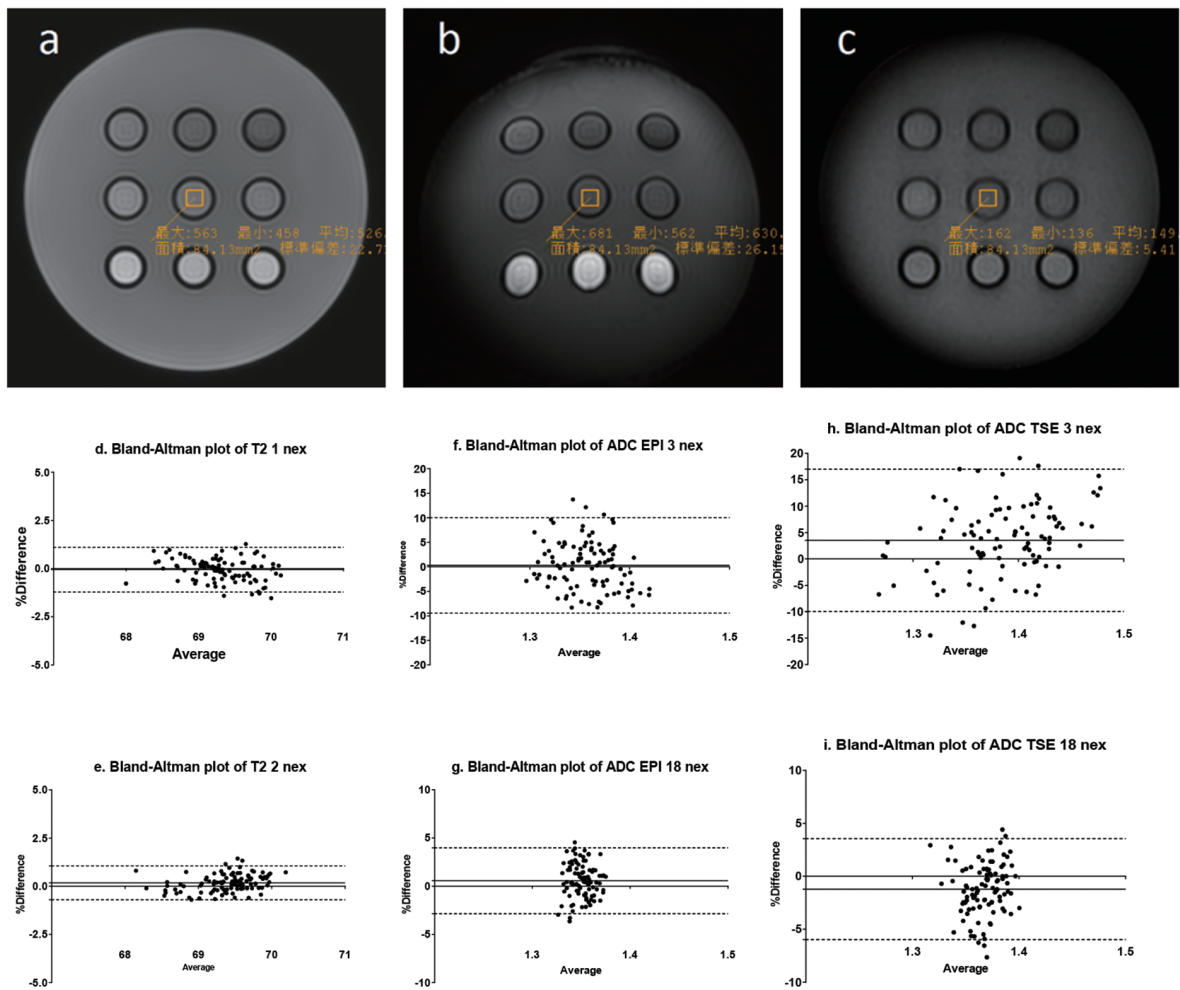 a
最大:563 最小:458 平均:526.
面積:84.13mm2 標準偏差:22.7
b
最大:681 最小:562 平均:630.
面積:84.13mm2 標準偏差:26.15
c
最大:162 最小:136 平均:149.
面積:84.13mm2 標準偏差:5.41
d. Bland-Altman plot of T2 1 nex
%Difference
5.0
2.5
0.0
-2.5
-5.0
68 69 70 71
Average
f. Bland-Altman plot of ADC EPI 3 nex
%Difference
20
15
10
5
0
-5
-10
-15
-20
1.3 1.4 1.5
Average
h. Bland-Altman plot of ADC TSE 3 nex
%Difference
20
15
10
5
0
-5
-10
-15
-20
1.3 1.4 1.5
Average
e. Bland-Altman plot of T2 2 nex
%Difference
5.0
2.5
0.0
-2.5
-5.0
68 69 70 71
Average
g. Bland-Altman plot of ADC EPI 18 nex
%Difference
10
5
0
-5
-10
1.3 1.4 1.5
Average
i. Bland-Altman plot of ADC TSE 18 nex
%Difference
10
5
0
-5
-10
1.3 1.4 1.5
Average